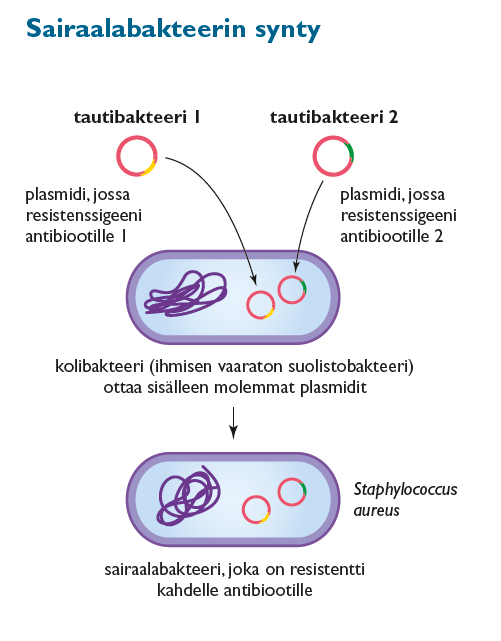 Sairaalabakteerin synty
tautibakteeri 1
tautibakteeri 2
plasmidi, jossa
resistenssigeeni
antibiootille 1
plasmidi, jossa
resistenssigeeni
antibiootille 2
kolibakteeri (ihmisen vaaraton suolistobakteeri)
ottaa sisälleen molemmat plasmidit
Staphylococcus
aureus
sairaalabakteeri, joka on resistentti
kahdelle antibiootille